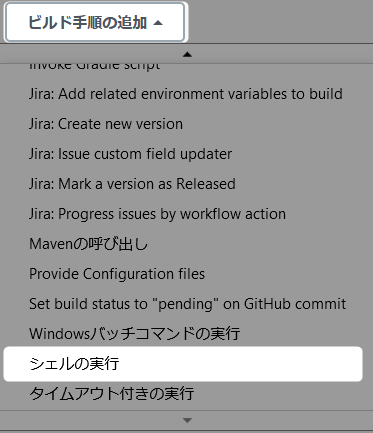 ビルド手順の追加
Invoke Gradle script
Jira: Add related environment variables to build
Jira: Create new version
Jira: Issue custom field updater
Jira: Mark a version as Released
Jira: Progress issues by workflow action
Mavenの呼び出し
Provide Configuration files
Set build status to "pending" on GitHub commit
Windowsバッチコマンドの実行
シェルの実行
タイムアウト付きの実行